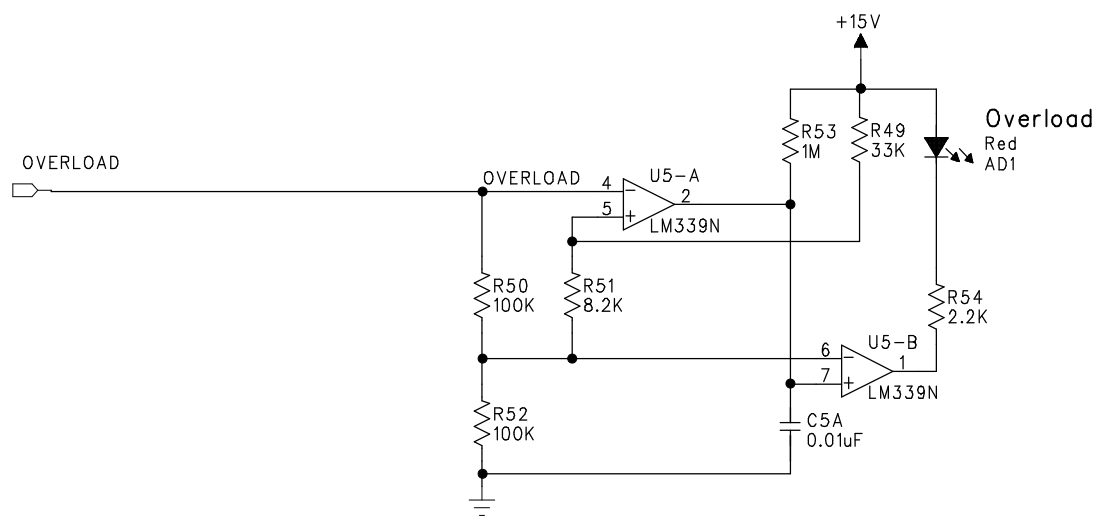 +15V
Overload
Red
AD1
R53
1M
R49
33K
OVERLOAD
OVERLOAD
4
5
U5-A
2
LM339N
R50
100K
R51
8.2K
R54
2.2K
6
7
U5-B
1
LM339N
R52
100K
C5A
0.01uF